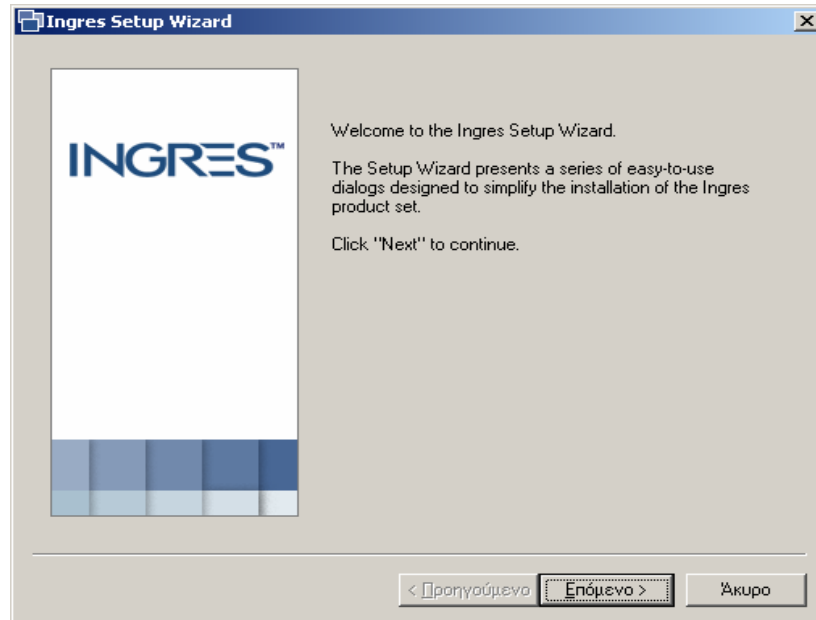 Ingres Setup Wizard
INGRES™
Welcome to the Ingres Setup Wizard.
The Setup Wizard presents a series of easy-to-use
dialogs designed to simplify the installation of the Ingres
product set.
Click "Next" to continue.
< Προηγούμενο Επόμενο > Άκυρο